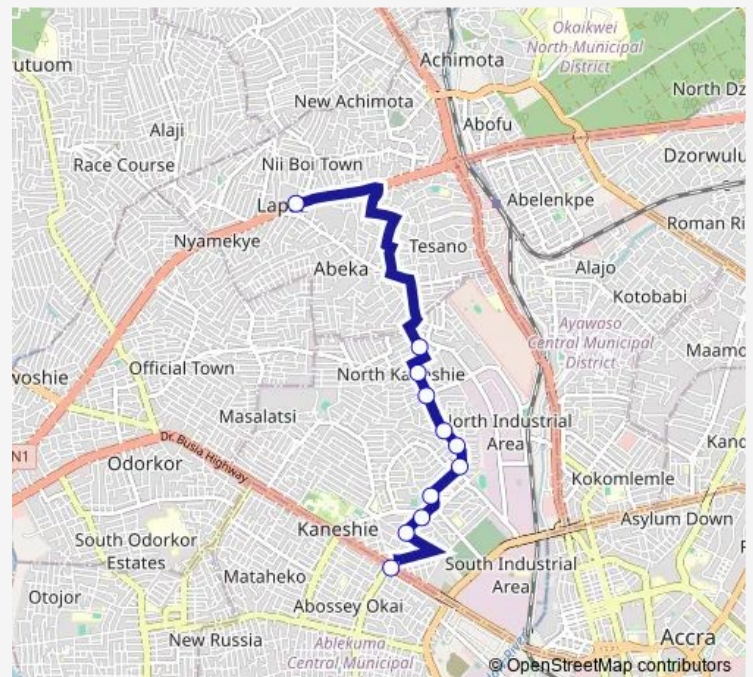 Okaikwei
North Municipal
District
utuom
Achimota
North Dz
New Achimota
Abofu
Alaji
Race Course
Nii Boi Town
Dzorwulu
Lap
Abelenkpe
Roman Ri
Nyamekye
Tesano
Abeka
Alajo
Kotobabi
Ayawaso
Central Municipal
District
Maamo
woshie
Official Town
North Ka eshie
Masalatsi
orth Industrial
Area
Kand
Dr. Busia Highway
N1
Odorkor
Kokomlemle
Asylum Down
Kaneshie
South Odorkor
Estates
South Industrial
Area
Mataheko
Otojor
Abossey Okai
New Russia
Ablekuma
Central Municipal
Accra
© OpenStreetMap contributors